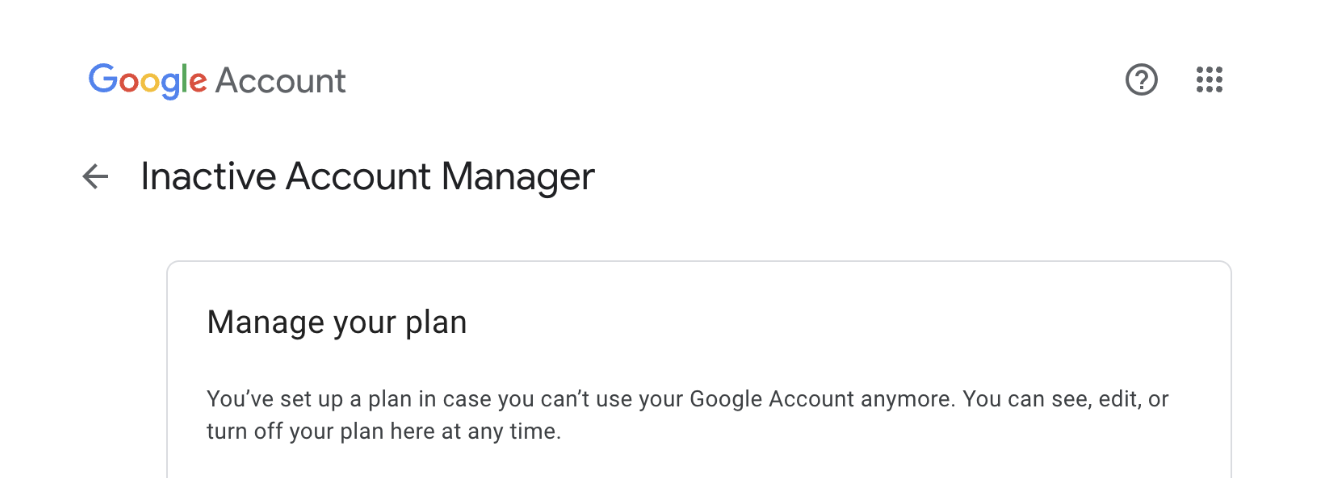 Google Account
Inactive Account Manager
Manage your plan
You’ve set up a plan in case you can’t use your Google Account anymore. You can see, edit, or
turn off your plan here at any time.